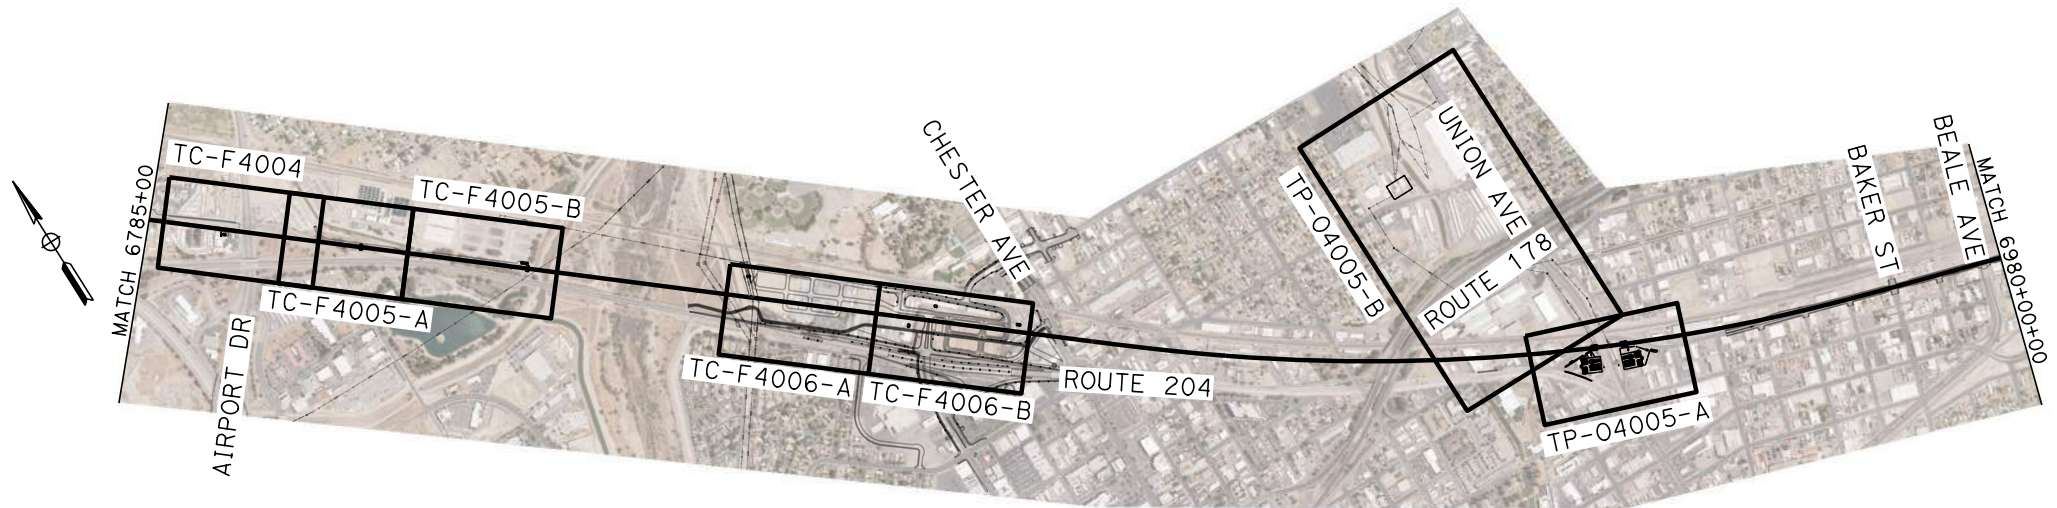 MATCH 6785+00
TC-F4004
TC-F4005-B
TC-F4005-A
AIRPORT DR
CHESTER AVE
TC-F4006-A
TC-F4006-B
ROUTE 204
TP-04005-B
UNION AVE
ROUTE 178
TP-04005-A
BAKER ST
BEALE AVE
MATCH 6980+00+00